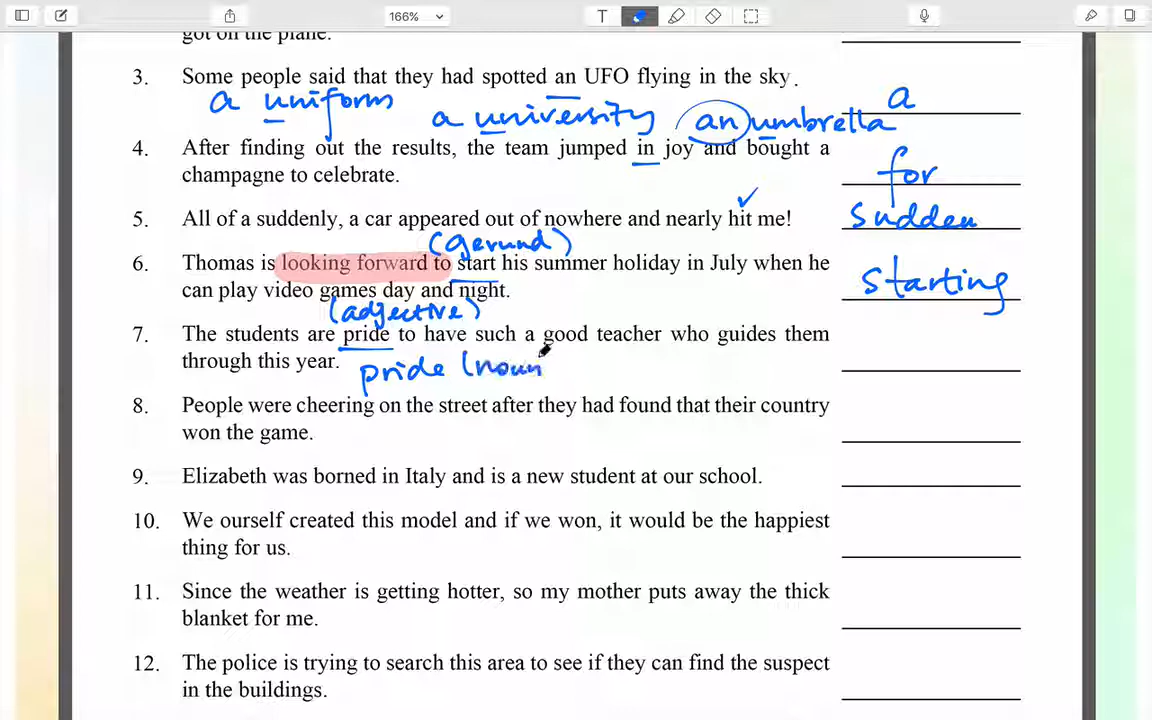 166%
T
got on the plane.
3. Some people said that they had spotted an UFO flying in the sky.
a uniform a university an umbrella a
4. After finding out the results, the team jumped in joy and bought a
champagne to celebrate.
for
5. All of a suddenly, a car appeared out of nowhere and nearly hit me!
sudden
(gerund)
6. Thomas is looking forward to start his summer holiday in July when he
can play video games day and night.
starting
(adjective)
7. The students are pride to have such a good teacher who guides them
through this year.
pride (noun
8. People were cheering on the street after they had found that their country
won the game.
9. Elizabeth was borned in Italy and is a new student at our school.
10. We ourself created this model and if we won, it would be the happiest
thing for us.
11. Since the weather is getting hotter, so my mother puts away the thick
blanket for me.
12. The police is trying to search this area to see if they can find the suspect
in the buildings.